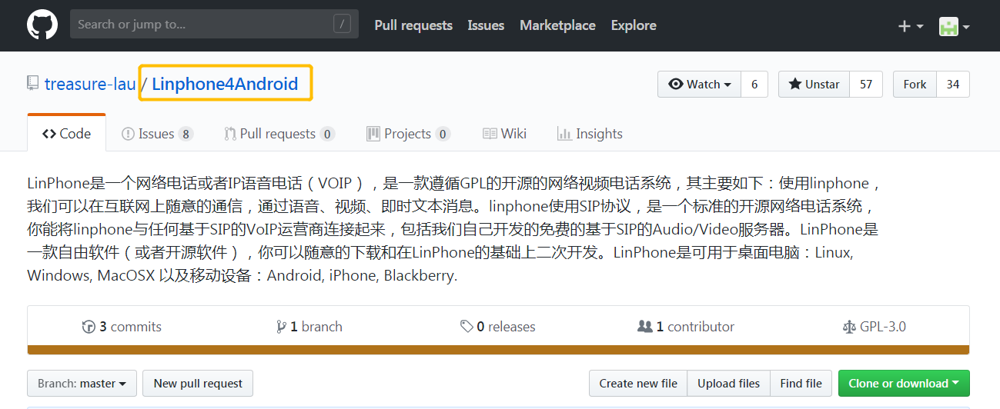 Search or jump to... / Pull requests Issues Marketplace Explore
treasure-lau / Linphone4Android Watch 6 Unstar 57 Fork 34
Code Issues 8 Pull requests 0 Projects 0 Wiki Insights
LinPhone是一个网络电话或者IP语音电话（VOIP），是一款遵循GPL的开源的网络视频电话系统，其主要如下：使用linphone，
我们可以在互联网上随意的通信，通过语音、视频、即时文本消息。linphone使用SIP协议，是一个标准的开源网络电话系统，
你能将linphone与任何基于SIP的VoIP运营商连接起来，包括我们自己开发的免费的基于SIP的Audio/Video服务器。LinPhone是
一款自由软件（或者开源软件），你可以随意的下载和在LinPhone的基础上二次开发。LinPhone是可用于桌面电脑：Linux,
Windows, MacOSX 以及移动设备：Android, iPhone, Blackberry.
3 commits 1 branch 0 releases 1 contributor GPL-3.0
Branch: master New pull request Create new file Upload files Find file Clone or download